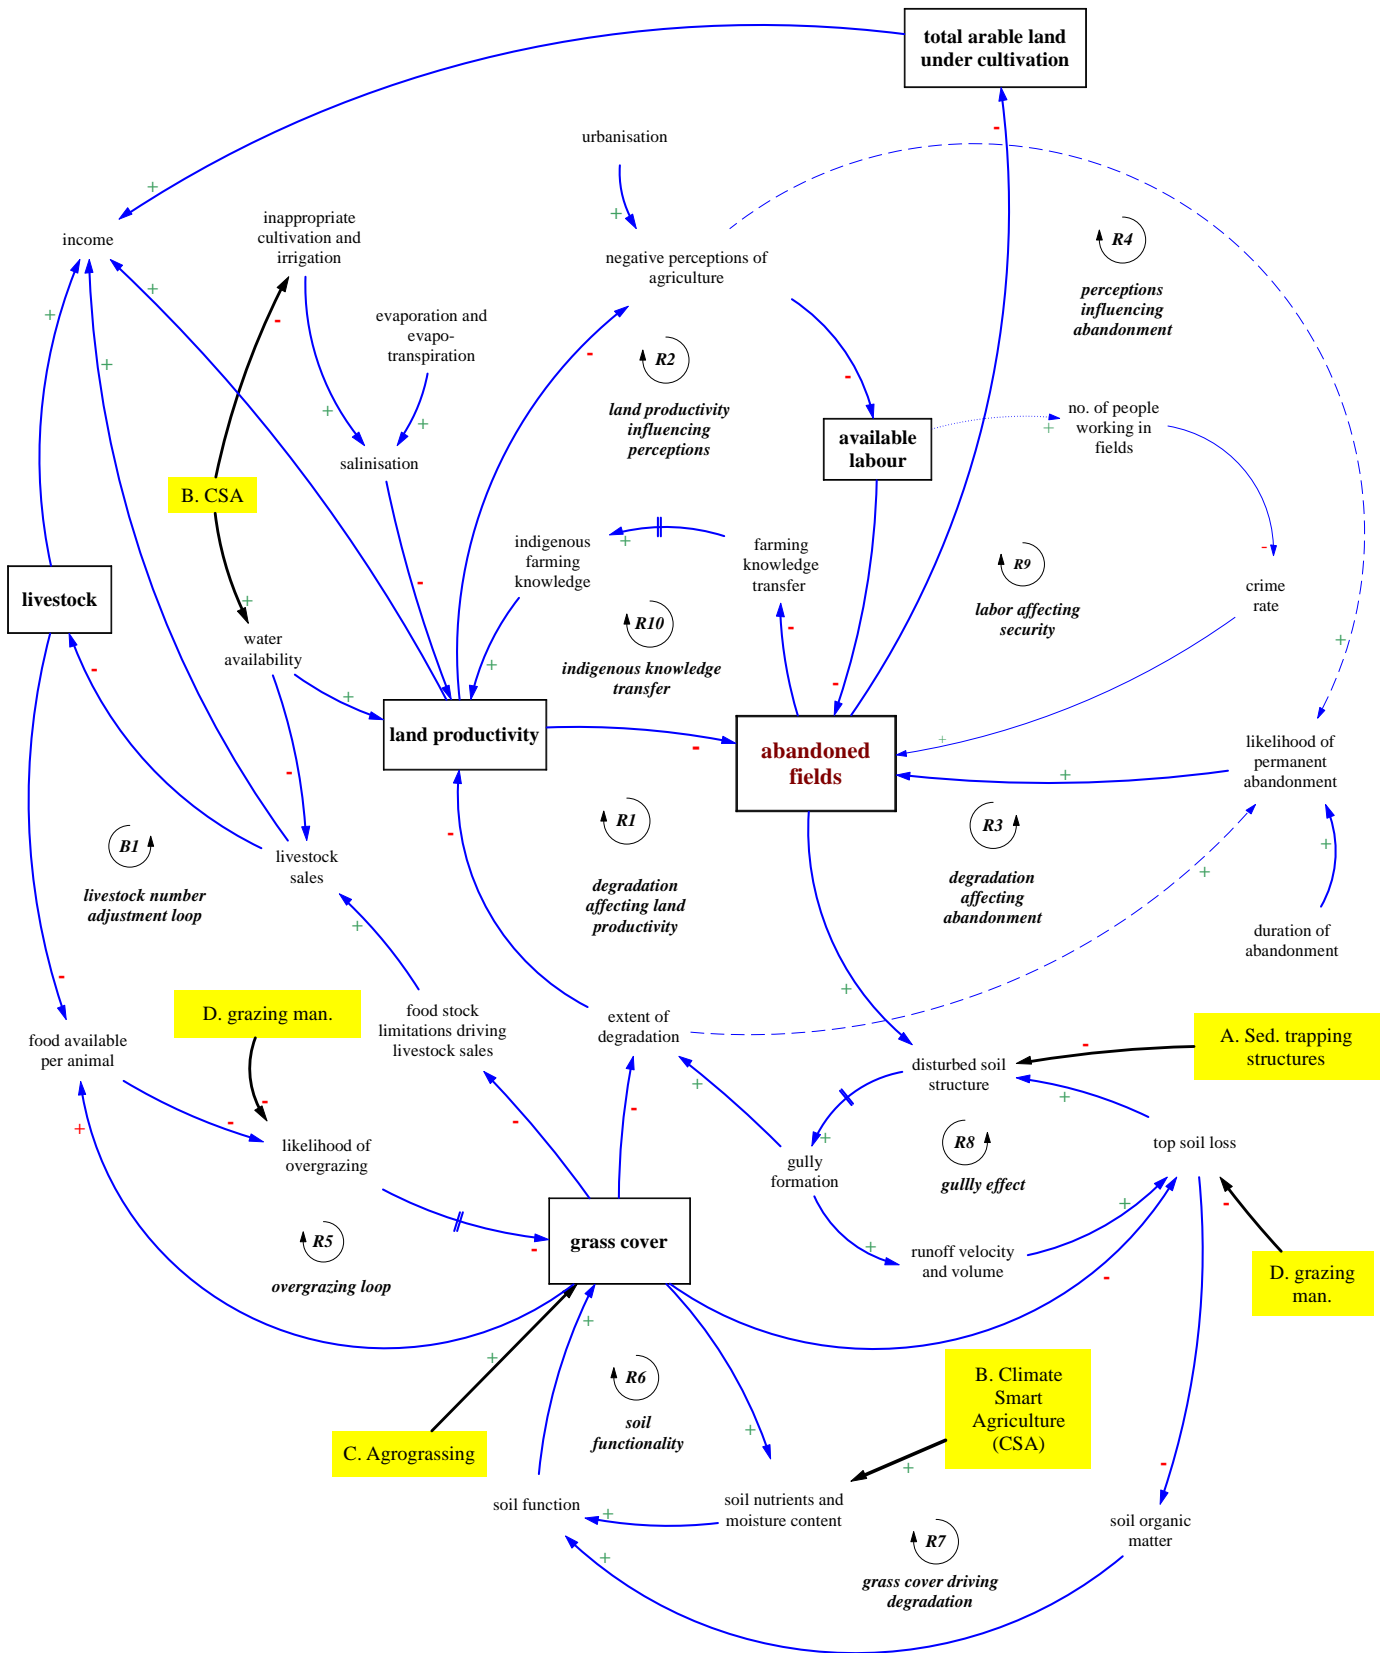 total arable land
under cultivation
urbanisation
inappropriate
cultivation and
irrigation
income
negative perceptions of
agriculture
R4
perceptions
influencing
abandonment
evaporation and
evapo-
transpiration
R2
land productivity
influencing
perceptions
no. of people
working in
fields
available
labour
salinisation
B. CSA
indigenous
farming
knowledge
farming
knowledge
transfer
R9
labor affecting
security
crime
rate
livestock
water
availability
R10
indigenous knowledge
transfer
land productivity
abandoned
fields
likelihood of
permanent
abandonment
R1
degradation
affecting land
productivity
R3
degradation
affecting
abandonment
B1
livestock number
adjustment loop
livestock
sales
duration of
abandonment
D. grazing man.
food available
per animal
food stock
limitations driving
livestock sales
extent of
degradation
A. Sed. trapping
structures
disturbed soil
structure
likelihood of
overgrazing
gully
formation
R8
gullly effect
top soil loss
R5
overgrazing loop
grass cover
runoff velocity
and volume
D. grazing
man.
R6
soil
functionality
B. Climate
Smart
Agriculture
(CSA)
C. Agrograssing
soil function
soil nutrients and
moisture content
soil organic
matter
R7
grass cover driving
degradation